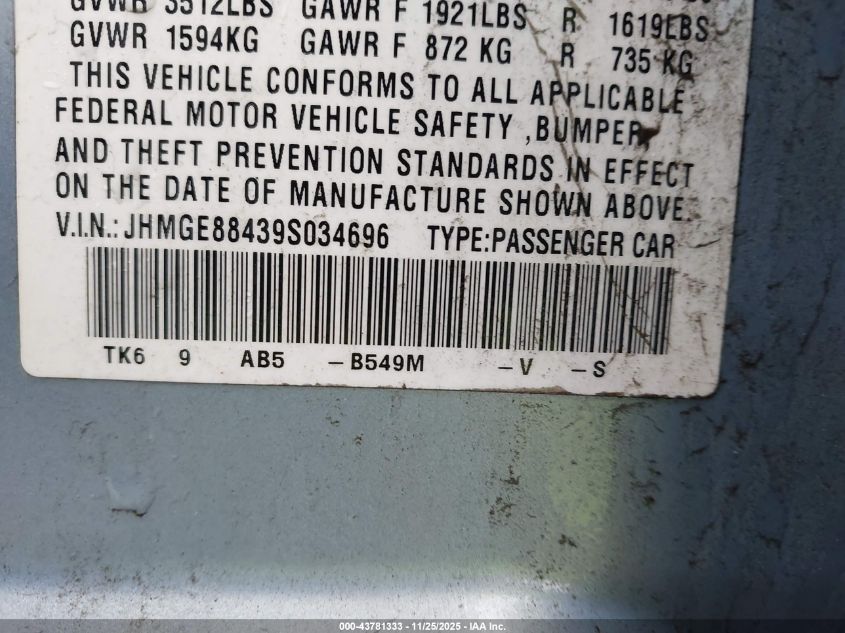 GVWR 3512LBS GAWR F 1921LBS R 1619LBS
GVWR 1594KG GAWR F 872 KG R 735 KG
THIS VEHICLE CONFORMS TO ALL APPLICABLE
FEDERAL MOTOR VEHICLE SAFETY ,BUMPER,
AND THEFT PREVENTION STANDARDS IN EFFECT
ON THE DATE OF MANUFACTURE SHOWN ABOVE.
V.I.N.: JHMGE88439S034696 TYPE:PASSENGER CAR
TK6 9 AB5 -B549M -V -S
000-43781333 - 11/25/2025 - IAA Inc.